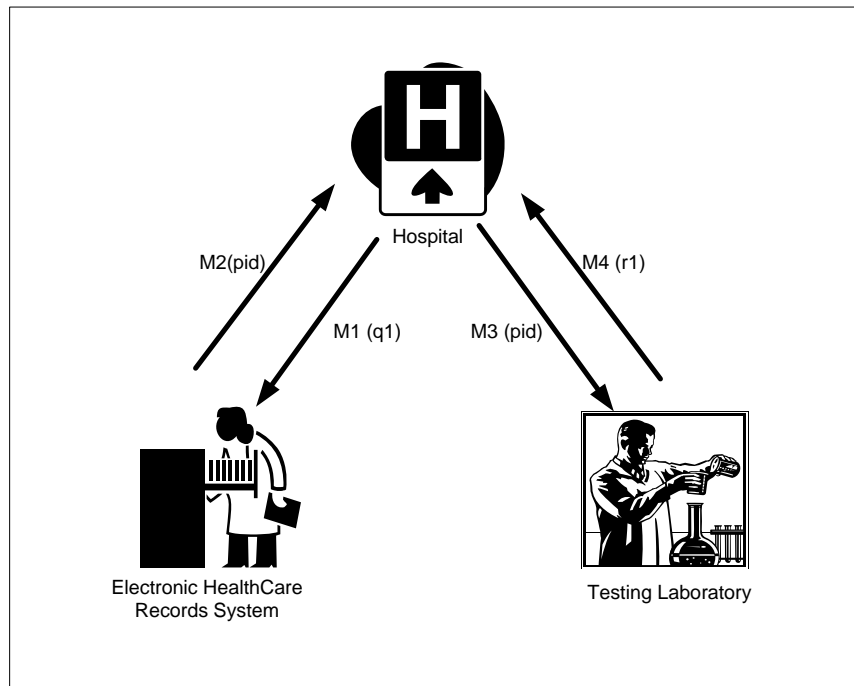 H
Hospital
M2(pid)
M4 (r1)
M1 (q1)
M3 (pid)
Electronic HealthCare
Records System
Testing Laboratory